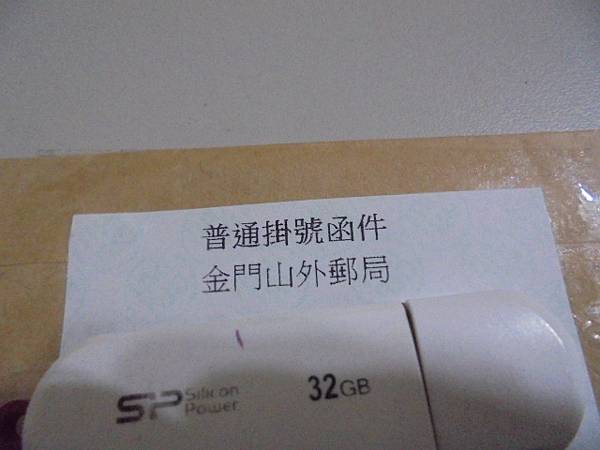 普通掛號函件
金門山外郵局
SP Silicon Power
32GB